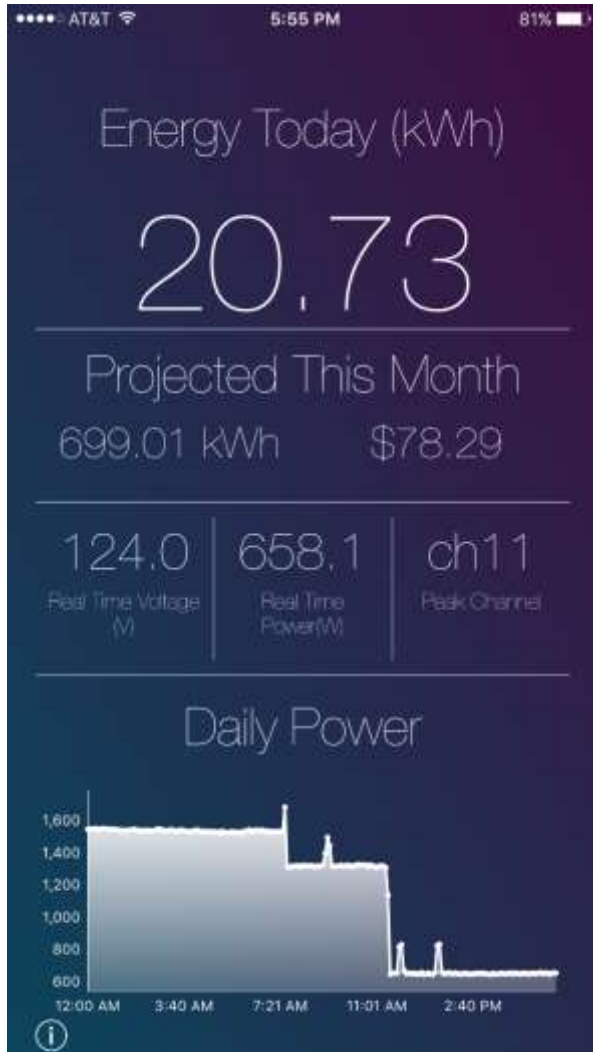 AT&T 5:55 PM 81%
Energy Today (kWh)
20.73
Projected This Month
699.01 kWh $78.29
124.0 658.1 ch11
Real Time Voltage Real Time Peak Channel
(V) Power(W)
Daily Power
1,600
1,400
1,200
1,000
800
600
12:00 AM 3:40 AM 7:21 AM 11:01 AM 2:40 PM
i